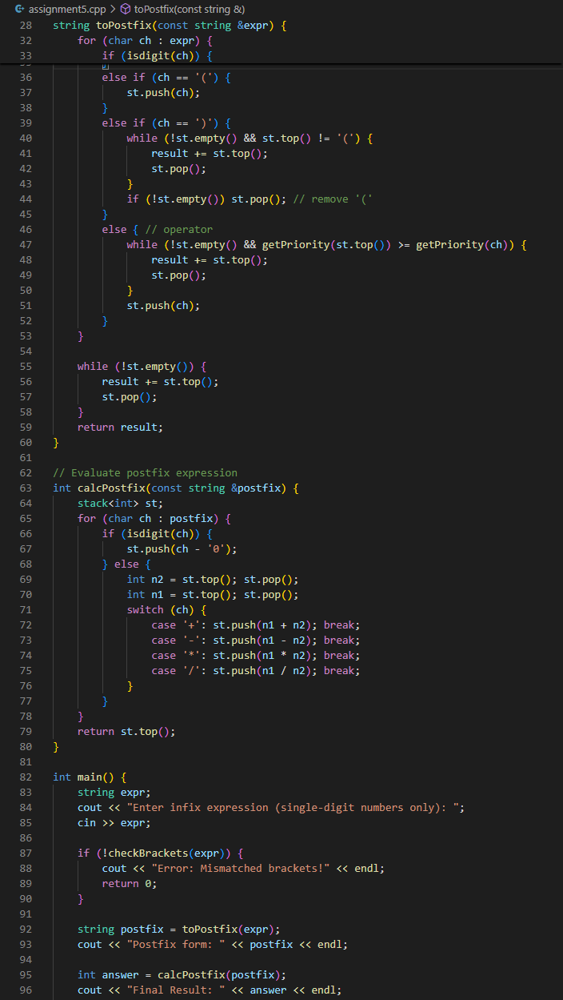 assignment5.cpp > toPostfix(const string &)
28 string toPostfix(const string &expr) {
32     for (char ch : expr) {
33         if (isdigit(ch)) {
36         else if (ch == '(') {
37             st.push(ch);
38         }
39         else if (ch == ')') {
40             while (!st.empty() && st.top() != '(') {
41                 result += st.top();
42                 st.pop();
43             }
44             if (!st.empty()) st.pop(); // remove '('
45         }
46         else { // operator
47             while (!st.empty() && getPriority(st.top()) >= getPriority(ch)) {
48                 result += st.top();
49                 st.pop();
50             }
51             st.push(ch);
52         }
53     }
54
55     while (!st.empty()) {
56         result += st.top();
57         st.pop();
58     }
59     return result;
60 }
61
62 // Evaluate postfix expression
63 int calcPostfix(const string &postfix) {
64     stack<int> st;
65     for (char ch : postfix) {
66         if (isdigit(ch)) {
67             st.push(ch - '0');
68         } else {
69             int n2 = st.top(); st.pop();
70             int n1 = st.top(); st.pop();
71             switch (ch) {
72                 case '+': st.push(n1 + n2); break;
73                 case '-': st.push(n1 - n2); break;
74                 case '*': st.push(n1 * n2); break;
75                 case '/': st.push(n1 / n2); break;
76             }
77         }
78     }
79     return st.top();
80 }
81
82 int main() {
83     string expr;
84     cout << "Enter infix expression (single-digit numbers only): ";
85     cin >> expr;
86
87     if (!checkBrackets(expr)) {
88         cout << "Error: Mismatched brackets!" << endl;
89         return 0;
90     }
91
92     string postfix = toPostfix(expr);
93     cout << "Postfix form: " << postfix << endl;
94
95     int answer = calcPostfix(postfix);
96     cout << "Final Result: " << answer << endl;